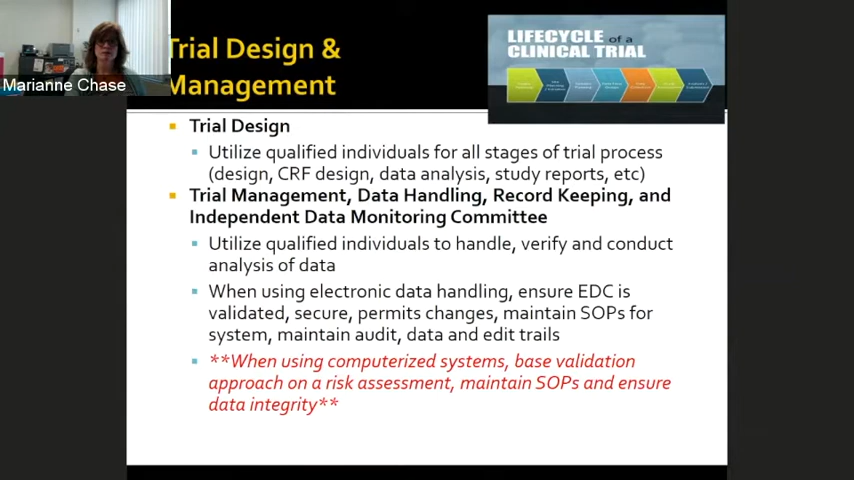 Marianne Chase
Trial Design &
Management
LIFECYCLE of a
CLINICAL TRIAL
Trial Design
Utilize qualified individuals for all stages of trial process
(design, CRF design, data analysis, study reports, etc)
Trial Management, Data Handling, Record Keeping, and
Independent Data Monitoring Committee
Utilize qualified individuals to handle, verify and conduct
analysis of data
When using electronic data handling, ensure EDC is
validated, secure, permits changes, maintain SOPs for
system, maintain audit, data and edit trails
**When using computerized systems, base validation
approach on a risk assessment, maintain SOPs and ensure
data integrity**